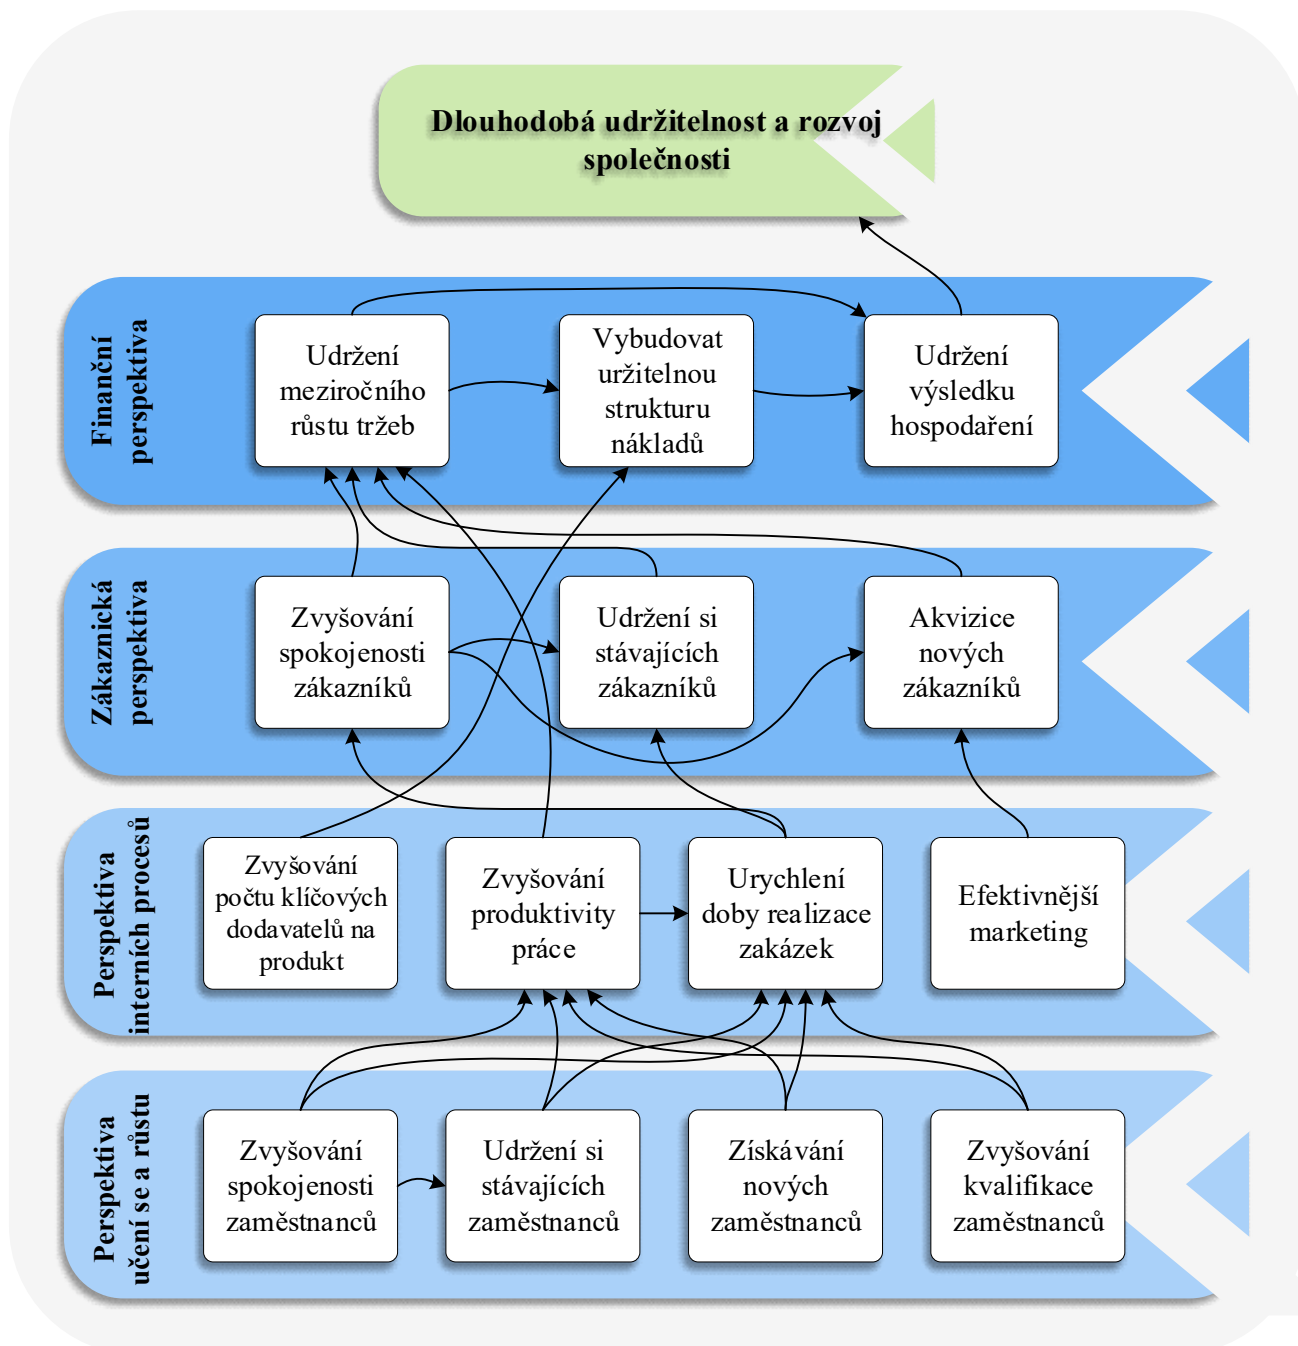 Dlouhodobá udržitelnost a rozvoj
společnosti
Finanční
perspektiva
Udržení
meziročního
růstu tržeb
Vybudovat
uržitelnou
strukturu
nákladů
Udržení
výsledku
hospodaření
Zákaznická
perspektiva
Zvyšování
spokojenosti
zákazníků
Udržení si
stávajících
zákazníků
Akvizice
nových
zákazníků
Perspektiva
interních procesů
Zvyšování
počtu klíčových
dodavatelů na
produkt
Zvyšování
produktivity
práce
Urychlení
doby realizace
zakázek
Efektivnější
marketing
Perspektiva
učení se a růstu
Zvyšování
spokojenosti
zaměstnanců
Udržení si
stávajících
zaměstnanců
Získávání
nových
zaměstnanců
Zvyšování
kvalifikace
zaměstnanců